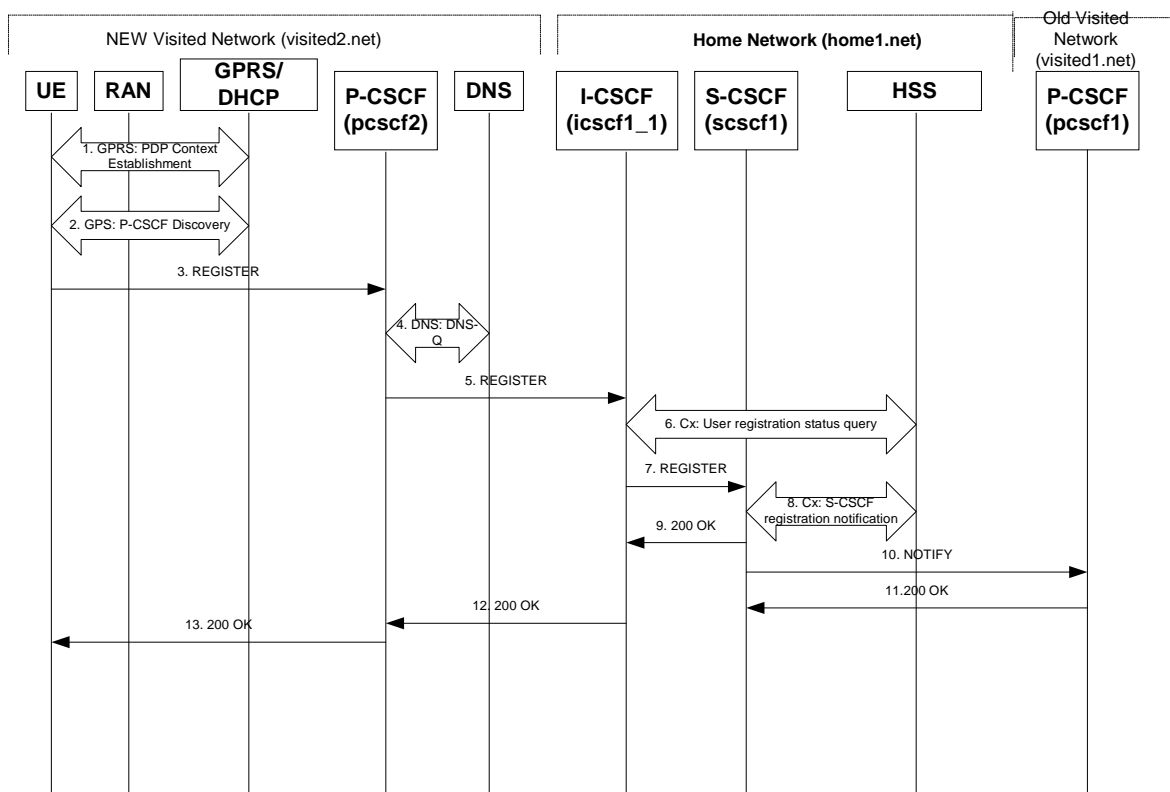 NEW Visited Network (visited2.net)
Home Network (home1.net)
Old Visited
Network
(visited1.net)
UE
RAN
GPRS/
DHCP
P-CSCF
(pcscf2)
DNS
I-CSCF
(icscf1_1)
S-CSCF
(scscf1)
HSS
P-CSCF
(pcscf1)
1. GPRS: PDP Context
Establishment
2. GPS: P-CSCF Discovery
3. REGISTER
4. DNS: DNS-
Q
5. REGISTER
6. Cx: User registration status query
7. REGISTER
8. Cx: S-CSCF
registration notification
9. 200 OK
10. NOTIFY
11.200 OK
12. 200 OK
13. 200 OK